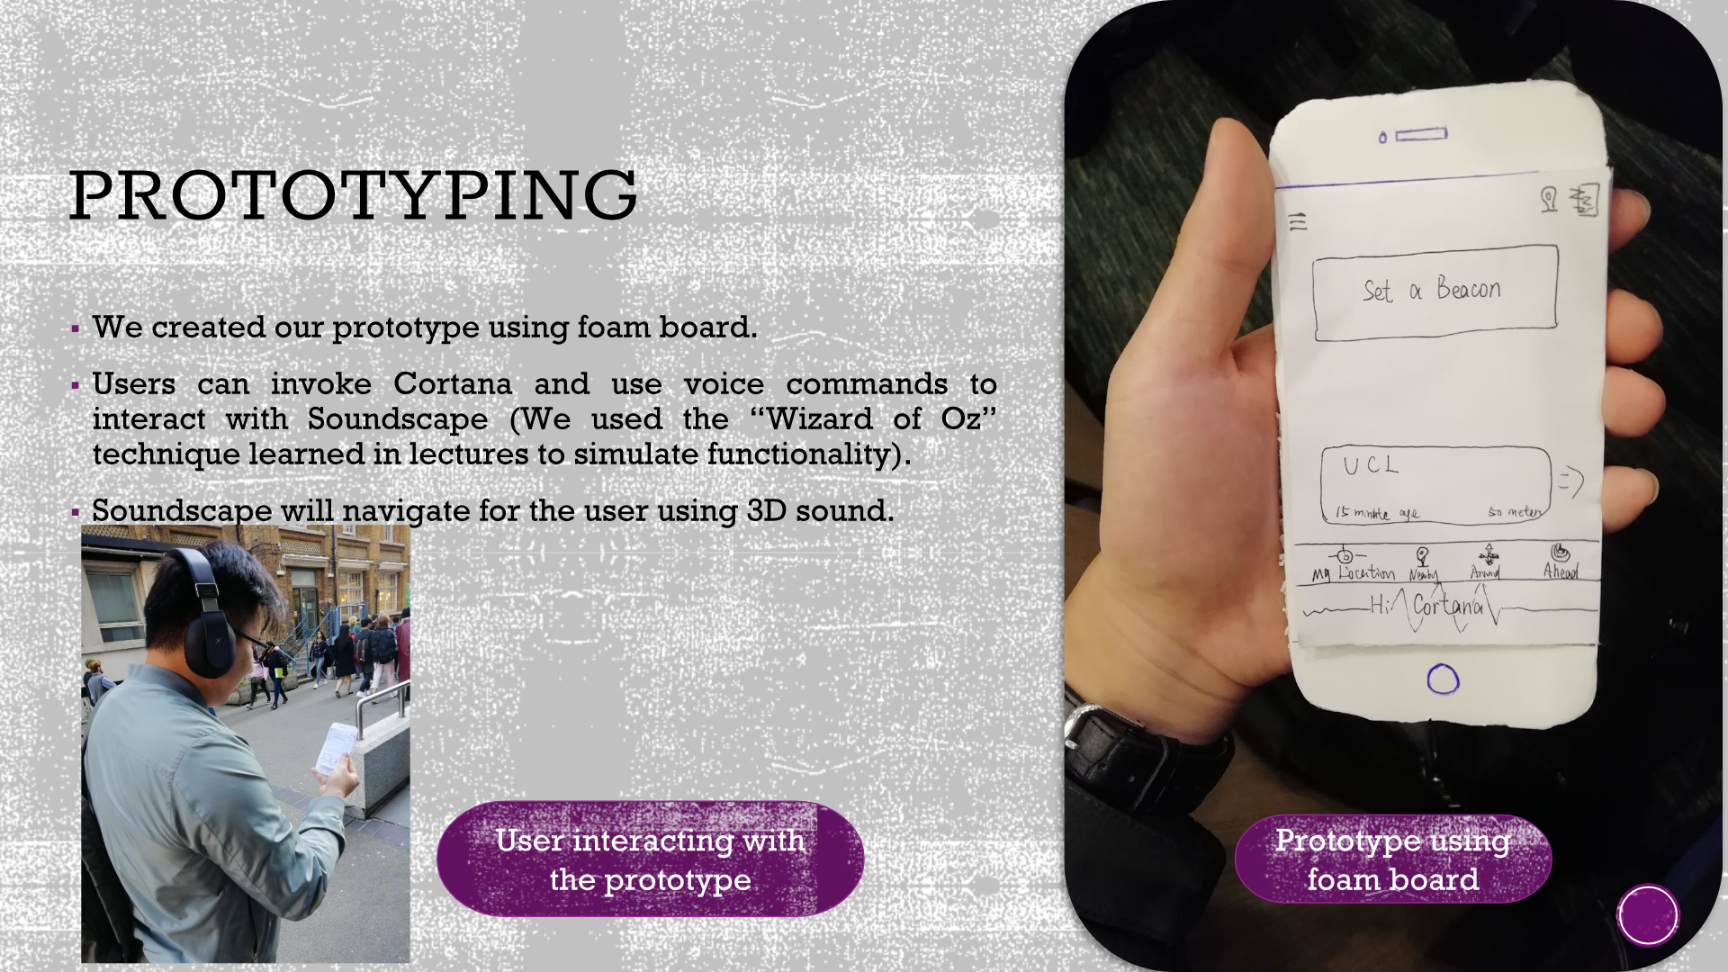 PROTOTYPING
We created our prototype using foam board.
Users can invoke Cortana and use voice commands to
interact with Soundscape (We used the “Wizard of Oz”
technique learned in lectures to simulate functionality).
Soundscape will navigate for the user using 3D sound.
User interacting with
the prototype
Set a Beacon
UCL
15 minute ago 50 meters
My Location Nearby Around Ahead
Hi Cortana
Prototype using
foam board